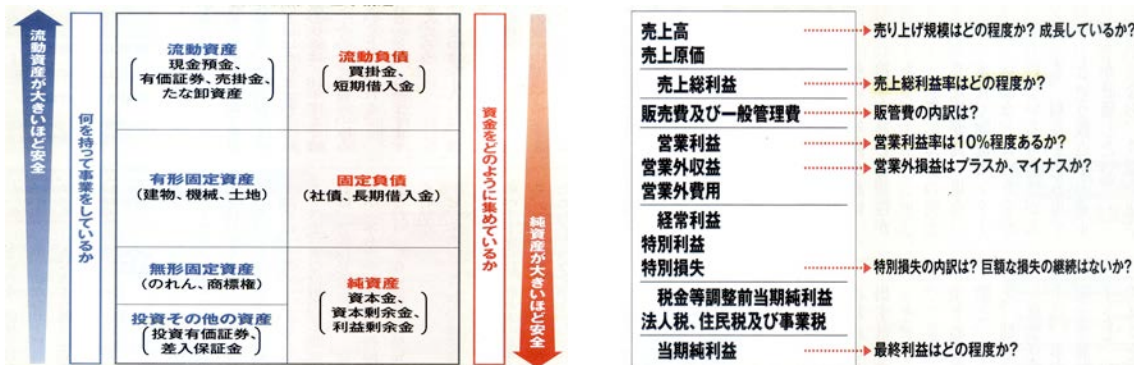 流動資産が大きいほど安全
何を持って事業をしているか
流動資産
現金預金、
有価証券、売掛金、
たな卸資産
流動負債
買掛金、
短期借入金
有形固定資産
(建物、機械、土地)
固定負債
(社債、長期借入金)
無形固定資産
(のれん、商標権)
投資その他の資産
投資有価証券、
差入保証金
純資産
資本金、
資本剰余金、
利益剰余金
資金をどのように集めているか
純資産が大きいほど安全
売上高 売り上げ規模はどの程度か? 成長しているか?
売上原価
売上総利益 売上総利益率はどの程度か?
販売費及び一般管理費 販管費の内訳は?
営業利益 営業利益率は10%程度あるか?
営業外収益 営業外損益はプラスか、マイナスか?
営業外費用
経常利益
特別利益
特別損失 特別損失の内訳は? 巨額な損失の継続はないか?
税金等調整前当期純利益
法人税、住民税及び事業税
当期純利益 最終利益はどの程度か?